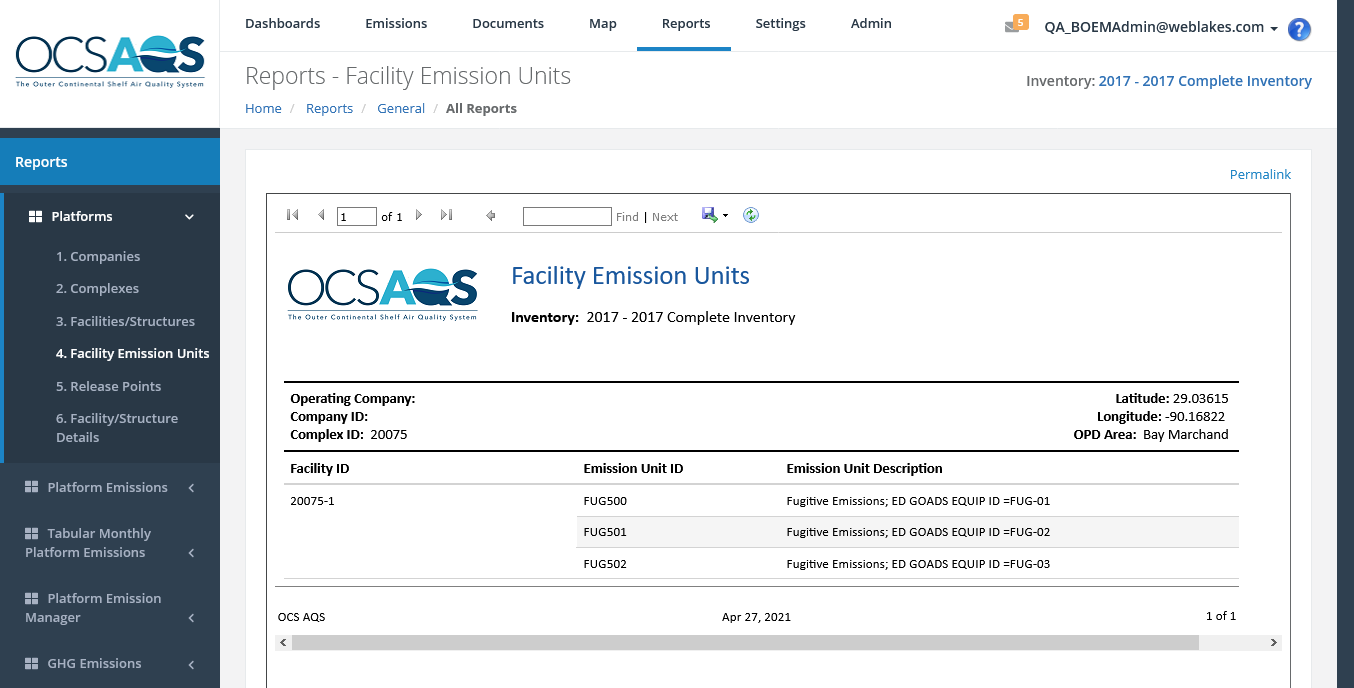 Dashboards Emissions Documents Map Reports Settings Admin 5 QA_BOEMAdmin@weblakes.com ?
OCSAQS
The Outer Continental Shelf Air Quality System
Reports - Facility Emission Units
Inventory: 2017 - 2017 Complete Inventory
Home / Reports / General / All Reports
Reports
Platforms
1. Companies
2. Complexes
3. Facilities/Structures
4. Facility Emission Units
5. Release Points
6. Facility/Structure
Details
Platform Emissions
Tabular Monthly
Platform Emissions
Platform Emission
Manager
GHG Emissions
Permalink
1 of 1 Find | Next
OCSAQS
The Outer Continental Shelf Air Quality System
Facility Emission Units
Inventory: 2017 - 2017 Complete Inventory
Operating Company: Latitude: 29.03615
Company ID: Longitude: -90.16822
Complex ID: 20075 OPD Area: Bay Marchand
Facility ID Emission Unit ID Emission Unit Description
20075-1 FUG500 Fugitive Emissions; ED GOADS EQUIP ID =FUG-01
FUG501 Fugitive Emissions; ED GOADS EQUIP ID =FUG-02
FUG502 Fugitive Emissions; ED GOADS EQUIP ID =FUG-03
OCS AQS Apr 27, 2021 1 of 1